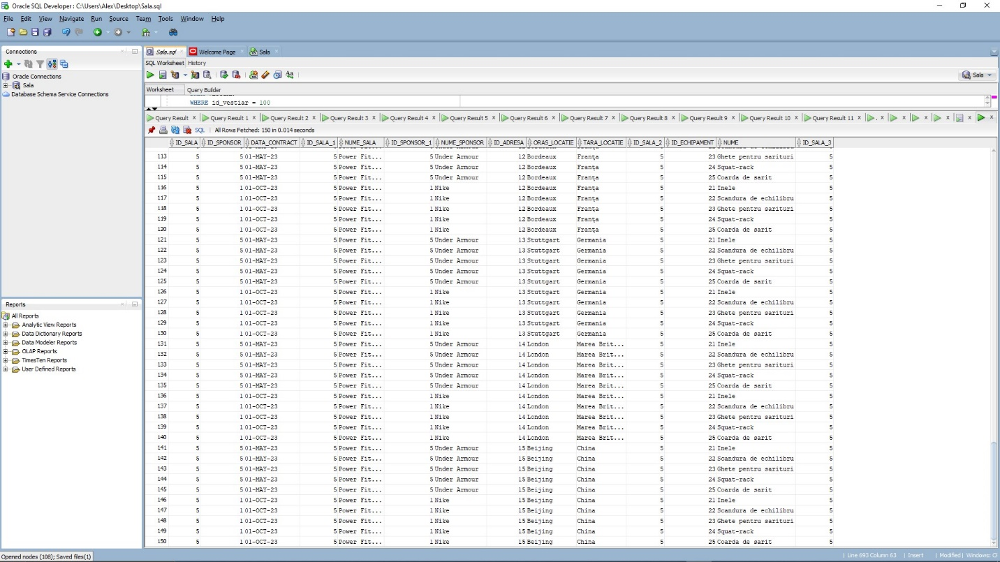 Oracle SQL Developer : C:\Users\Alex\Desktop\Sala.sql
File Edit View Navigate Run Source Team Tools Window Help
Connections
Oracle Connections
Sala
Database Schema Service Connections
Reports
All Reports
Analytic View Reports
Data Dictionary Reports
Data Modeler Reports
OLAP Reports
TimesTen Reports
User Defined Reports
Sala.sql Welcome Page Sala
SQL Worksheet History
Sala
Worksheet Query Builder
WHERE id_vestiar = 100
Query Result x Query Result 1 x Query Result 2 x Query Result 3 x Query Result 4 x Query Result 5 x Query Result 6 x Query Result 7 x Query Result 8 x Query Result 9 x Query Result 10 x Query Result 11 x . x x x x x x
SQL | All Rows Fetched: 150 in 0.014 seconds
ID_SALA ID_SPONSOR DATA_CONTRACT ID_SALA_1 NUME_SALA ID_SPONSOR_1 NUME_SPONSOR ID_ADRESA ORAS_LOCATIE TARA_LOCATIE ID_SALA_2 ID_ECHIPAMENT NUME ID_SALA_3
113 5 5 01-MAY-23 5 Power Fit... 5 Under Armour 12 Bordeaux Franţa 5 23 Ghete pentru sarituri 5
114 5 5 01-MAY-23 5 Power Fit... 5 Under Armour 12 Bordeaux Franţa 5 24 Squat-rack 5
115 5 5 01-MAY-23 5 Power Fit... 5 Under Armour 12 Bordeaux Franţa 5 25 Coarda de sarit 5
116 5 1 01-OCT-23 5 Power Fit... 1 Nike 12 Bordeaux Franţa 5 21 Inele 5
117 5 1 01-OCT-23 5 Power Fit... 1 Nike 12 Bordeaux Franţa 5 22 Scandura de echilibru 5
118 5 1 01-OCT-23 5 Power Fit... 1 Nike 12 Bordeaux Franţa 5 23 Ghete pentru sarituri 5
119 5 1 01-OCT-23 5 Power Fit... 1 Nike 12 Bordeaux Franţa 5 24 Squat-rack 5
120 5 1 01-OCT-23 5 Power Fit... 1 Nike 12 Bordeaux Franţa 5 25 Coarda de sarit 5
121 5 5 01-MAY-23 5 Power Fit... 5 Under Armour 13 Stuttgart Germania 5 21 Inele 5
122 5 5 01-MAY-23 5 Power Fit... 5 Under Armour 13 Stuttgart Germania 5 22 Scandura de echilibru 5
123 5 5 01-MAY-23 5 Power Fit... 5 Under Armour 13 Stuttgart Germania 5 23 Ghete pentru sarituri 5
124 5 5 01-MAY-23 5 Power Fit... 5 Under Armour 13 Stuttgart Germania 5 24 Squat-rack 5
125 5 5 01-MAY-23 5 Power Fit... 5 Under Armour 13 Stuttgart Germania 5 25 Coarda de sarit 5
126 5 1 01-OCT-23 5 Power Fit... 1 Nike 13 Stuttgart Germania 5 21 Inele 5
127 5 1 01-OCT-23 5 Power Fit... 1 Nike 13 Stuttgart Germania 5 22 Scandura de echilibru 5
128 5 1 01-OCT-23 5 Power Fit... 1 Nike 13 Stuttgart Germania 5 23 Ghete pentru sarituri 5
129 5 1 01-OCT-23 5 Power Fit... 1 Nike 13 Stuttgart Germania 5 24 Squat-rack 5
130 5 1 01-OCT-23 5 Power Fit... 1 Nike 13 Stuttgart Germania 5 25 Coarda de sarit 5
131 5 5 01-MAY-23 5 Power Fit... 5 Under Armour 14 London Marea Brit... 5 21 Inele 5
132 5 5 01-MAY-23 5 Power Fit... 5 Under Armour 14 London Marea Brit... 5 22 Scandura de echilibru 5
133 5 5 01-MAY-23 5 Power Fit... 5 Under Armour 14 London Marea Brit... 5 23 Ghete pentru sarituri 5
134 5 5 01-MAY-23 5 Power Fit... 5 Under Armour 14 London Marea Brit... 5 24 Squat-rack 5
135 5 5 01-MAY-23 5 Power Fit... 5 Under Armour 14 London Marea Brit... 5 25 Coarda de sarit 5
136 5 1 01-OCT-23 5 Power Fit... 1 Nike 14 London Marea Brit... 5 21 Inele 5
137 5 1 01-OCT-23 5 Power Fit... 1 Nike 14 London Marea Brit... 5 22 Scandura de echilibru 5
138 5 1 01-OCT-23 5 Power Fit... 1 Nike 14 London Marea Brit... 5 23 Ghete pentru sarituri 5
139 5 1 01-OCT-23 5 Power Fit... 1 Nike 14 London Marea Brit... 5 24 Squat-rack 5
140 5 1 01-OCT-23 5 Power Fit... 1 Nike 14 London Marea Brit... 5 25 Coarda de sarit 5
141 5 5 01-MAY-23 5 Power Fit... 5 Under Armour 15 Beijing China 5 21 Inele 5
142 5 5 01-MAY-23 5 Power Fit... 5 Under Armour 15 Beijing China 5 22 Scandura de echilibru 5
143 5 5 01-MAY-23 5 Power Fit... 5 Under Armour 15 Beijing China 5 23 Ghete pentru sarituri 5
144 5 5 01-MAY-23 5 Power Fit... 5 Under Armour 15 Beijing China 5 24 Squat-rack 5
145 5 5 01-MAY-23 5 Power Fit... 5 Under Armour 15 Beijing China 5 25 Coarda de sarit 5
146 5 1 01-OCT-23 5 Power Fit... 1 Nike 15 Beijing China 5 21 Inele 5
147 5 1 01-OCT-23 5 Power Fit... 1 Nike 15 Beijing China 5 22 Scandura de echilibru 5
148 5 1 01-OCT-23 5 Power Fit... 1 Nike 15 Beijing China 5 23 Ghete pentru sarituri 5
149 5 1 01-OCT-23 5 Power Fit... 1 Nike 15 Beijing China 5 24 Squat-rack 5
150 5 1 01-OCT-23 5 Power Fit... 1 Nike 15 Beijing China 5 25 Coarda de sarit 5
Opened nodes (108); Saved files(1) | Line 693 Column 63 | Insert | Modified | Windows: Cl